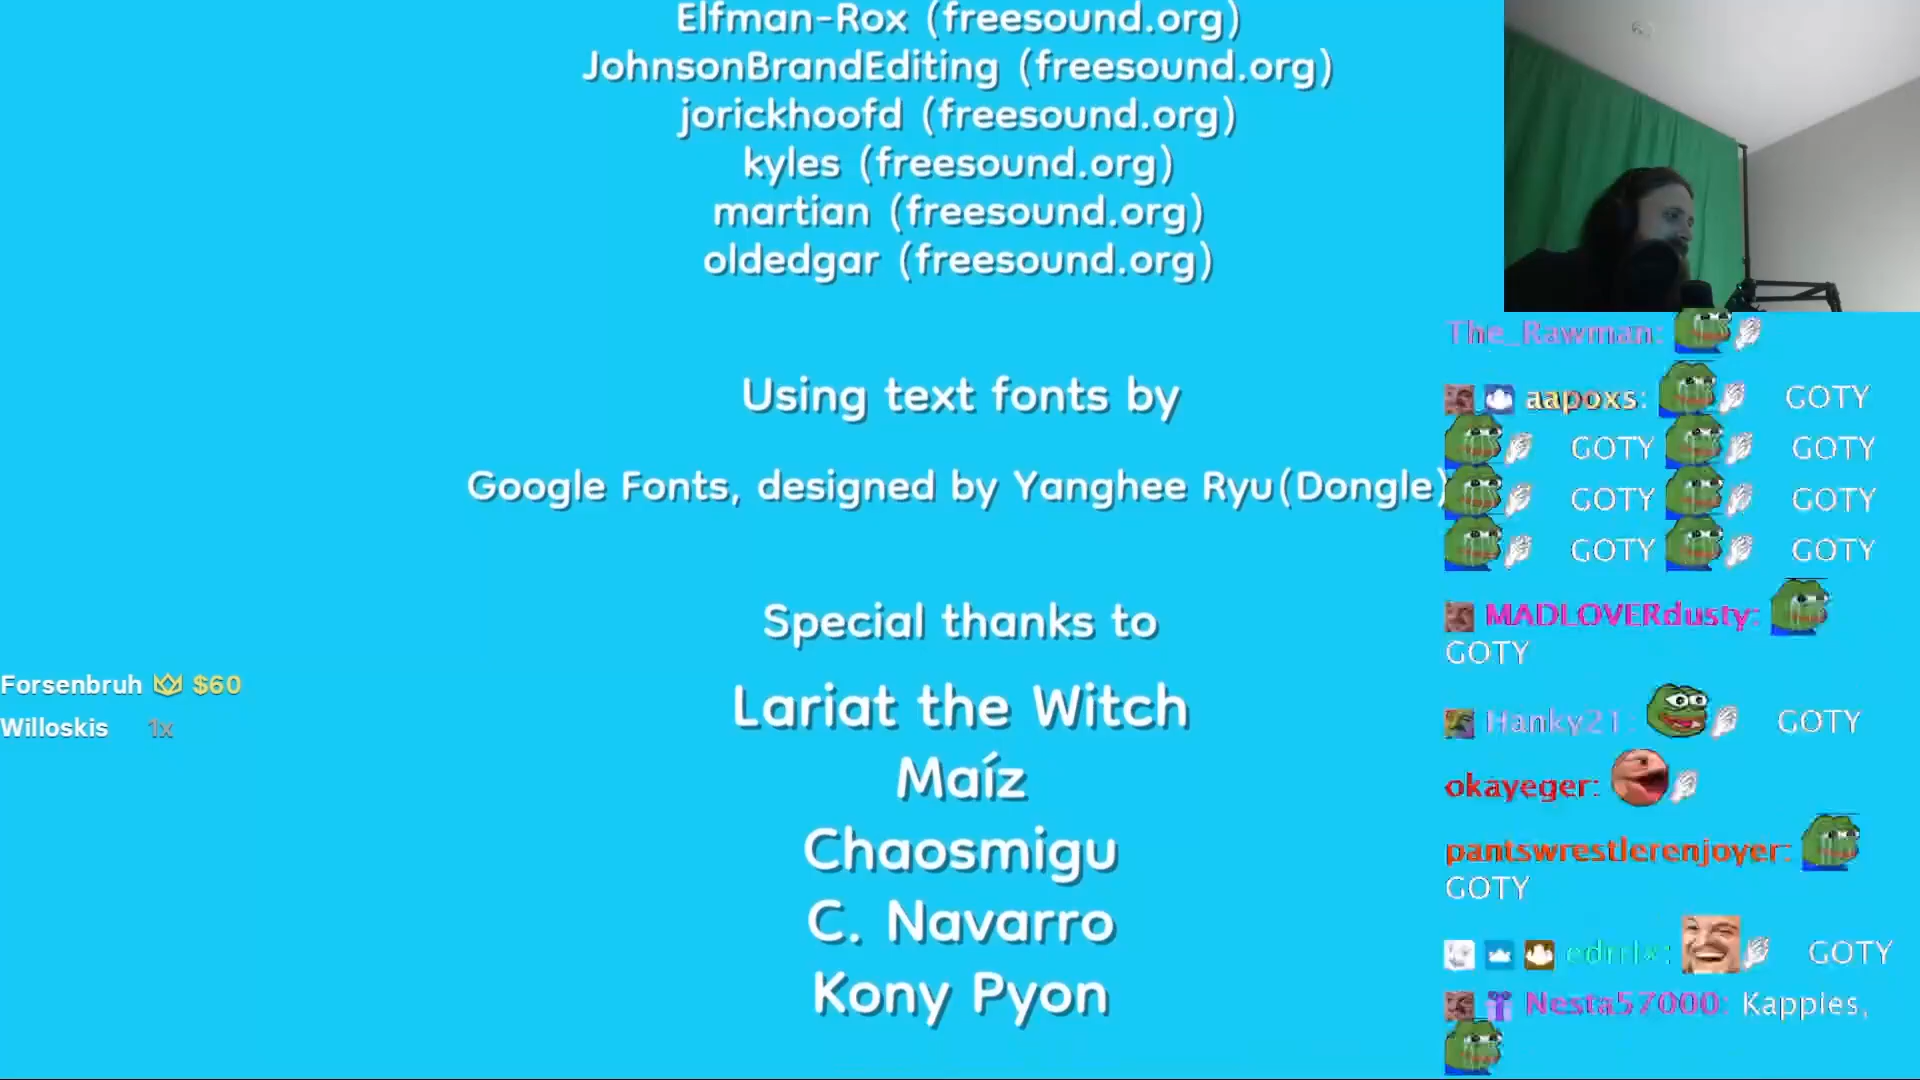 Elfman-Rox (freesound.org)
JohnsonBrandEditing (freesound.org)
jorickhoofd (freesound.org)
kyles (freesound.org)
martian (freesound.org)
oldedgar (freesound.org)
Using text fonts by
Google Fonts, designed by Yanghee Ryu(Dongle)
Special thanks to
Lariat the Witch
Maíz
Chaosmigu
C. Navarro
Kony Pyon
Forsenbruh $60
Willoskis 1x
The_Rawman:
aapoxs: GOTY
GOTY GOTY
GOTY GOTY
GOTY GOTY
MADLOVERdusty:
GOTY
Hanky21: GOTY
okayeger:
pantswrestlerenjoyer:
GOTY
GOTY
Nesta57000: Kappies,